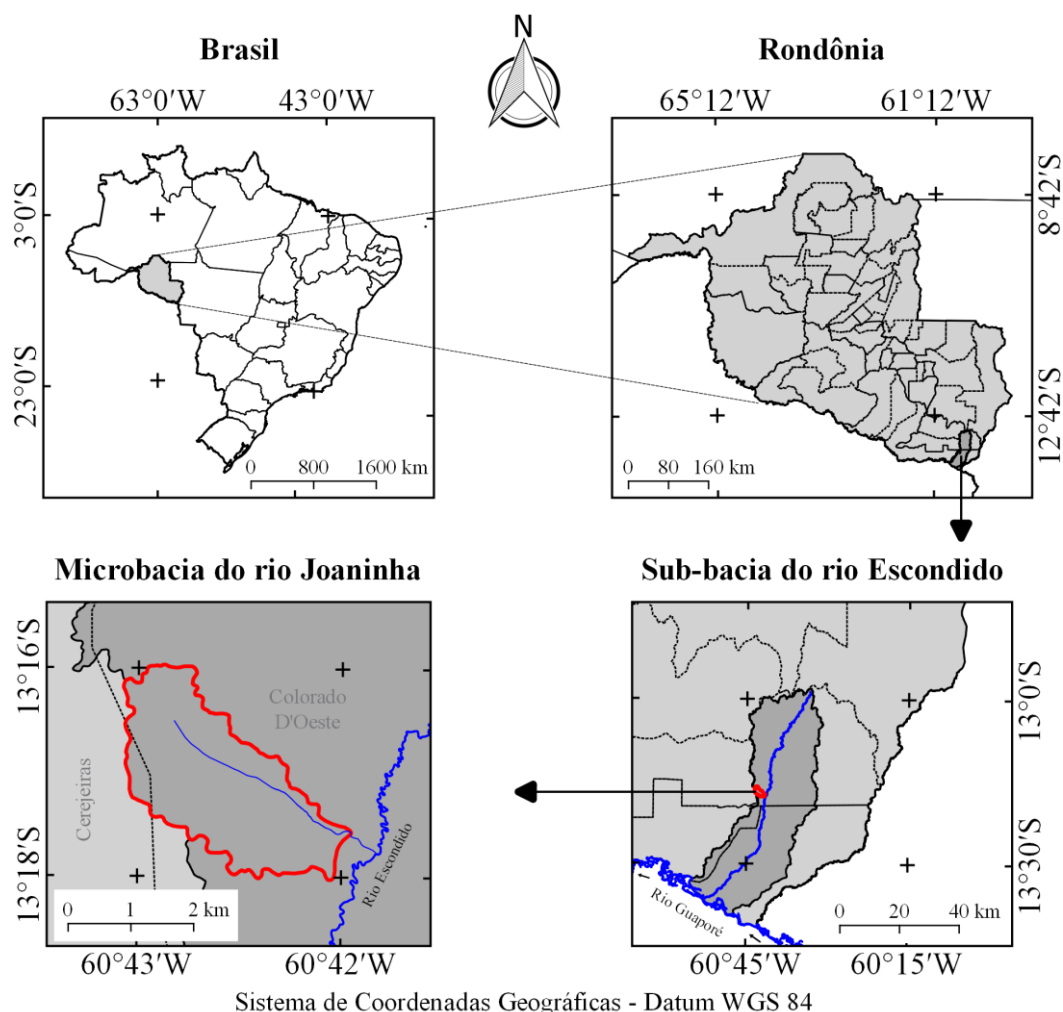 N
Brasil
63°0'W 43°0'W
3°0'S
23°0'S
0 800 1600 km
Rondônia
65°12'W 61°12'W
8°42'S
12°42'S
0 80 160 km
Microbacia do rio Joaninha
13°16'S
13°18'S
Colorado
D'Oeste
Cerejeiras
Rio Escondido
0 1 2 km
60°43'W 60°42'W
Sub-bacia do rio Escondido
13°0'S
13°30'S
Rio Guaporé
0 20 40 km
60°45'W 60°15'W
Sistema de Coordenadas Geográficas - Datum WGS 84